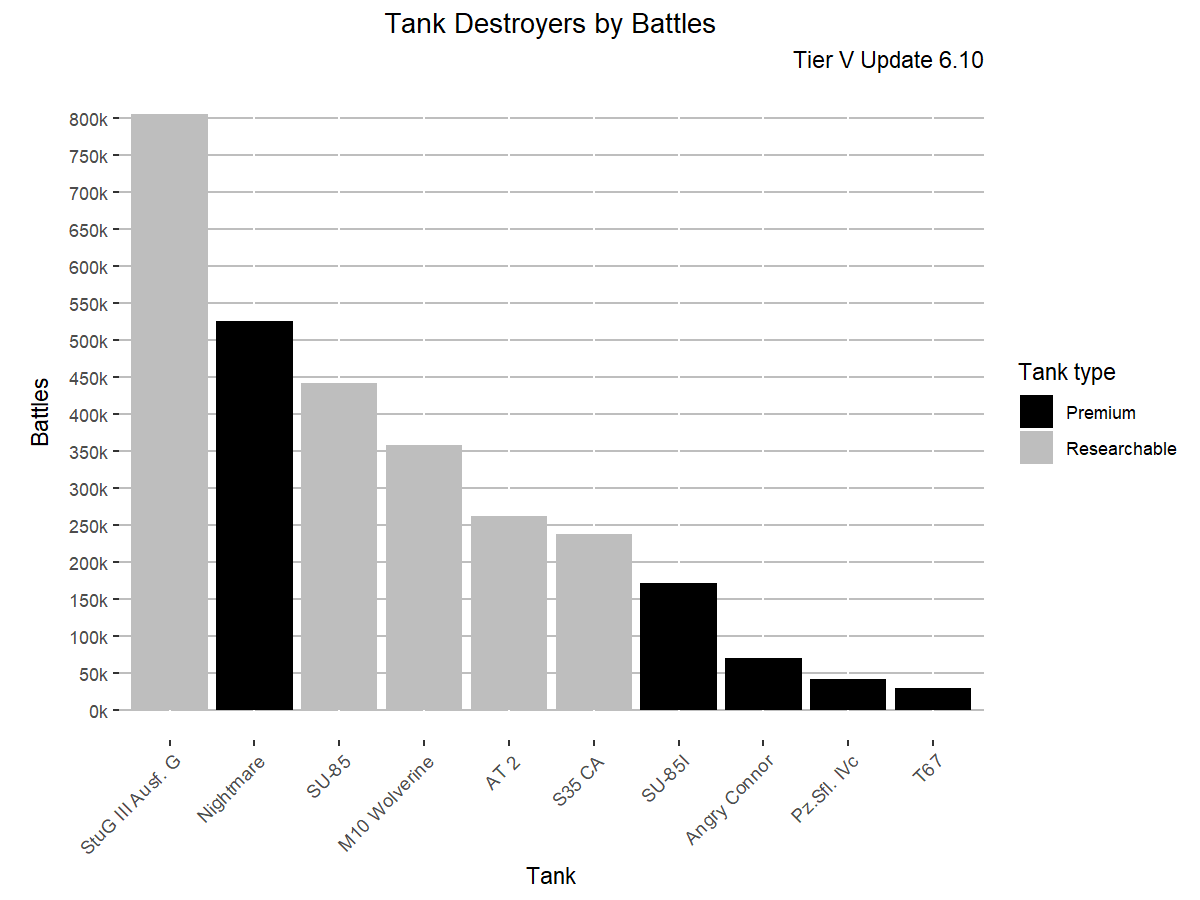 Tank Destroyers by Battles
Tier V Update 6.10
800k
750k
700k
650k
600k
550k
500k
450k
400k
350k
300k
250k
200k
150k
100k
50k
0k
Battles
StuG III Ausf. G
Nightmare
SU-85
M10 Wolverine
AT 2
S35 CA
SU-85I
Angry Connor
Pz.Sfl. IVc
T67
Tank
Tank type
Premium
Researchable